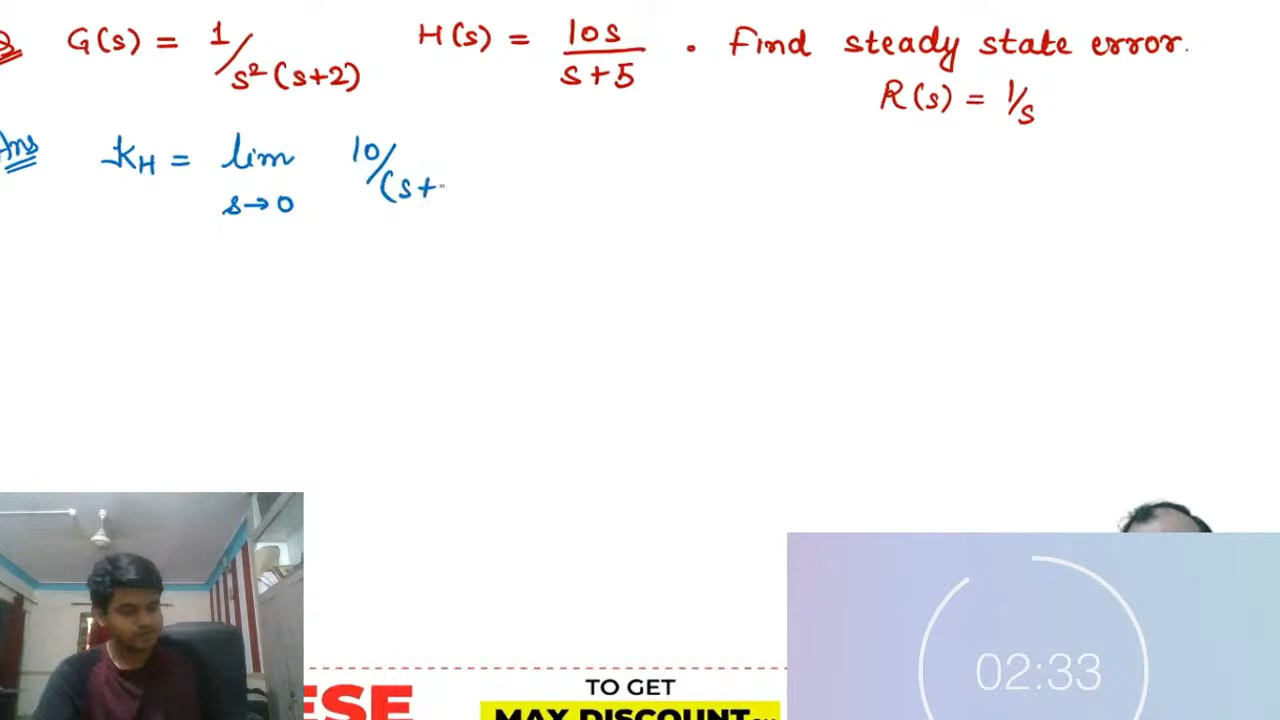 G(s) = 1/s²(s+2) H(s) = 10s/s+5 . Find steady state error.
R(s) = 1/s
Ans KH = lim s→0 10/(s+
02:33
ESE
TO GET
MAX DISCOUNT